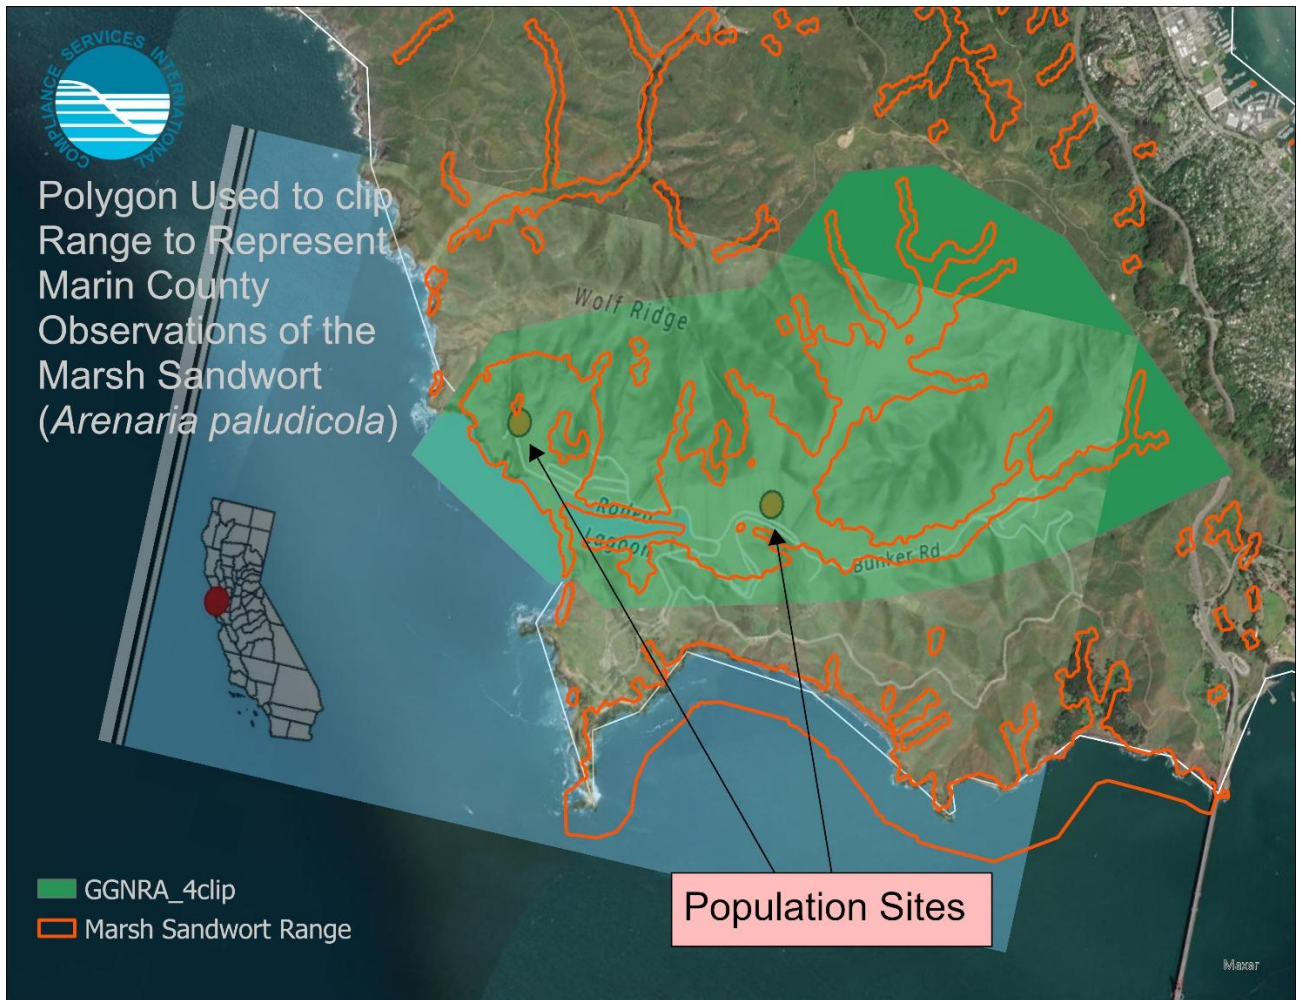 COMPLIANCE SERVICES INTERNATIONAL
Polygon Used to clip
Range to Represent
Marin County
Observations of the
Marsh Sandwort
(Arenaria paludicola)
Wolf Ridge
Rodeo
Lagoon
Bunker Rd
GGNRA_4clip
Marsh Sandwort Range
Population Sites
Maxar